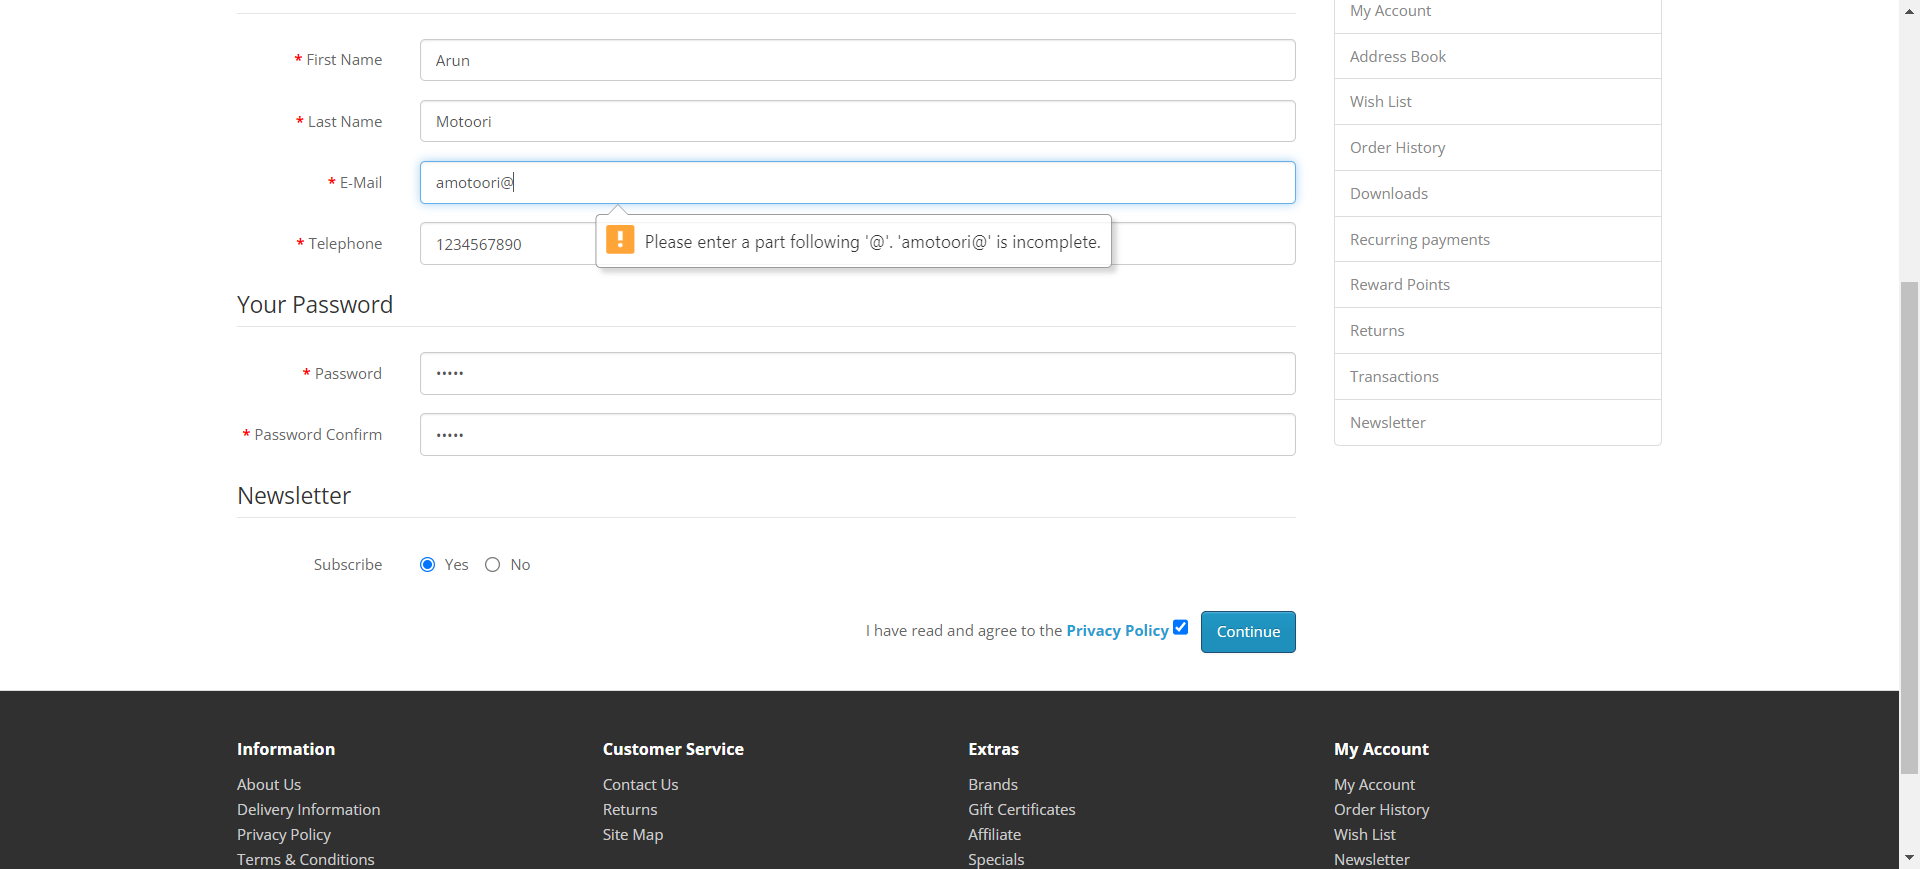 * First Name
Arun
* Last Name
Motoori
* E-Mail
amotoori@
Please enter a part following '@'. 'amotoori@' is incomplete.
* Telephone
1234567890
Your Password
* Password
•••••
* Password Confirm
•••••
Newsletter
Subscribe
Yes
No
I have read and agree to the Privacy Policy
Continue
My Account
Address Book
Wish List
Order History
Downloads
Recurring payments
Reward Points
Returns
Transactions
Newsletter
Information
About Us
Delivery Information
Privacy Policy
Terms & Conditions
Customer Service
Contact Us
Returns
Site Map
Extras
Brands
Gift Certificates
Affiliate
Specials
My Account
My Account
Order History
Wish List
Newsletter